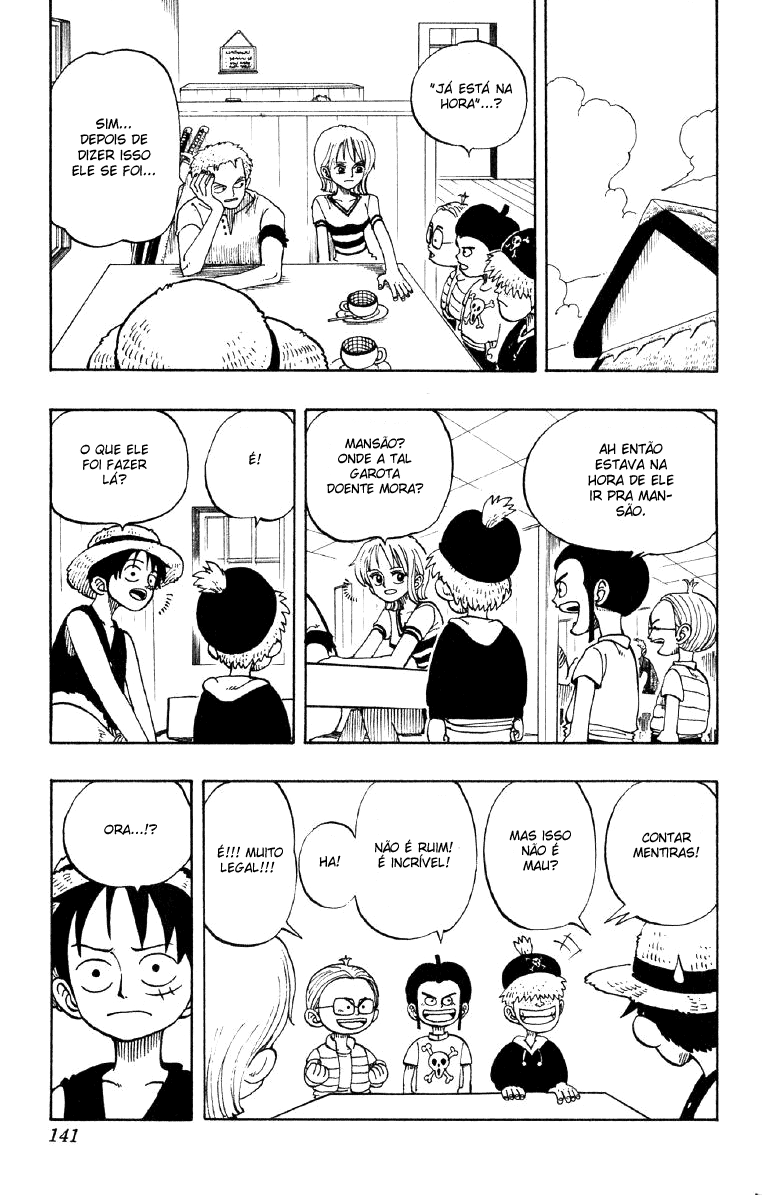 "JÁ ESTÁ NA
HORA"...?
SIM...
DEPOIS DE
DIZER ISSO
ELE SE FOI...
AH ENTÃO
ESTAVA NA
HORA DE ELE
IR PRA MAN-
SÃO.
MANSÃO?
ONDE A TAL
GAROTA
DOENTE MORA?
É!
O QUE ELE
FOI FAZER
LÁ?
CONTAR
MENTIRAS!
MAS ISSO
NÃO É
MAU?
NÃO É RUIM!
É INCRÍVEL!
HA!
É!!! MUITO
LEGAL!!!
ORA...!?
141